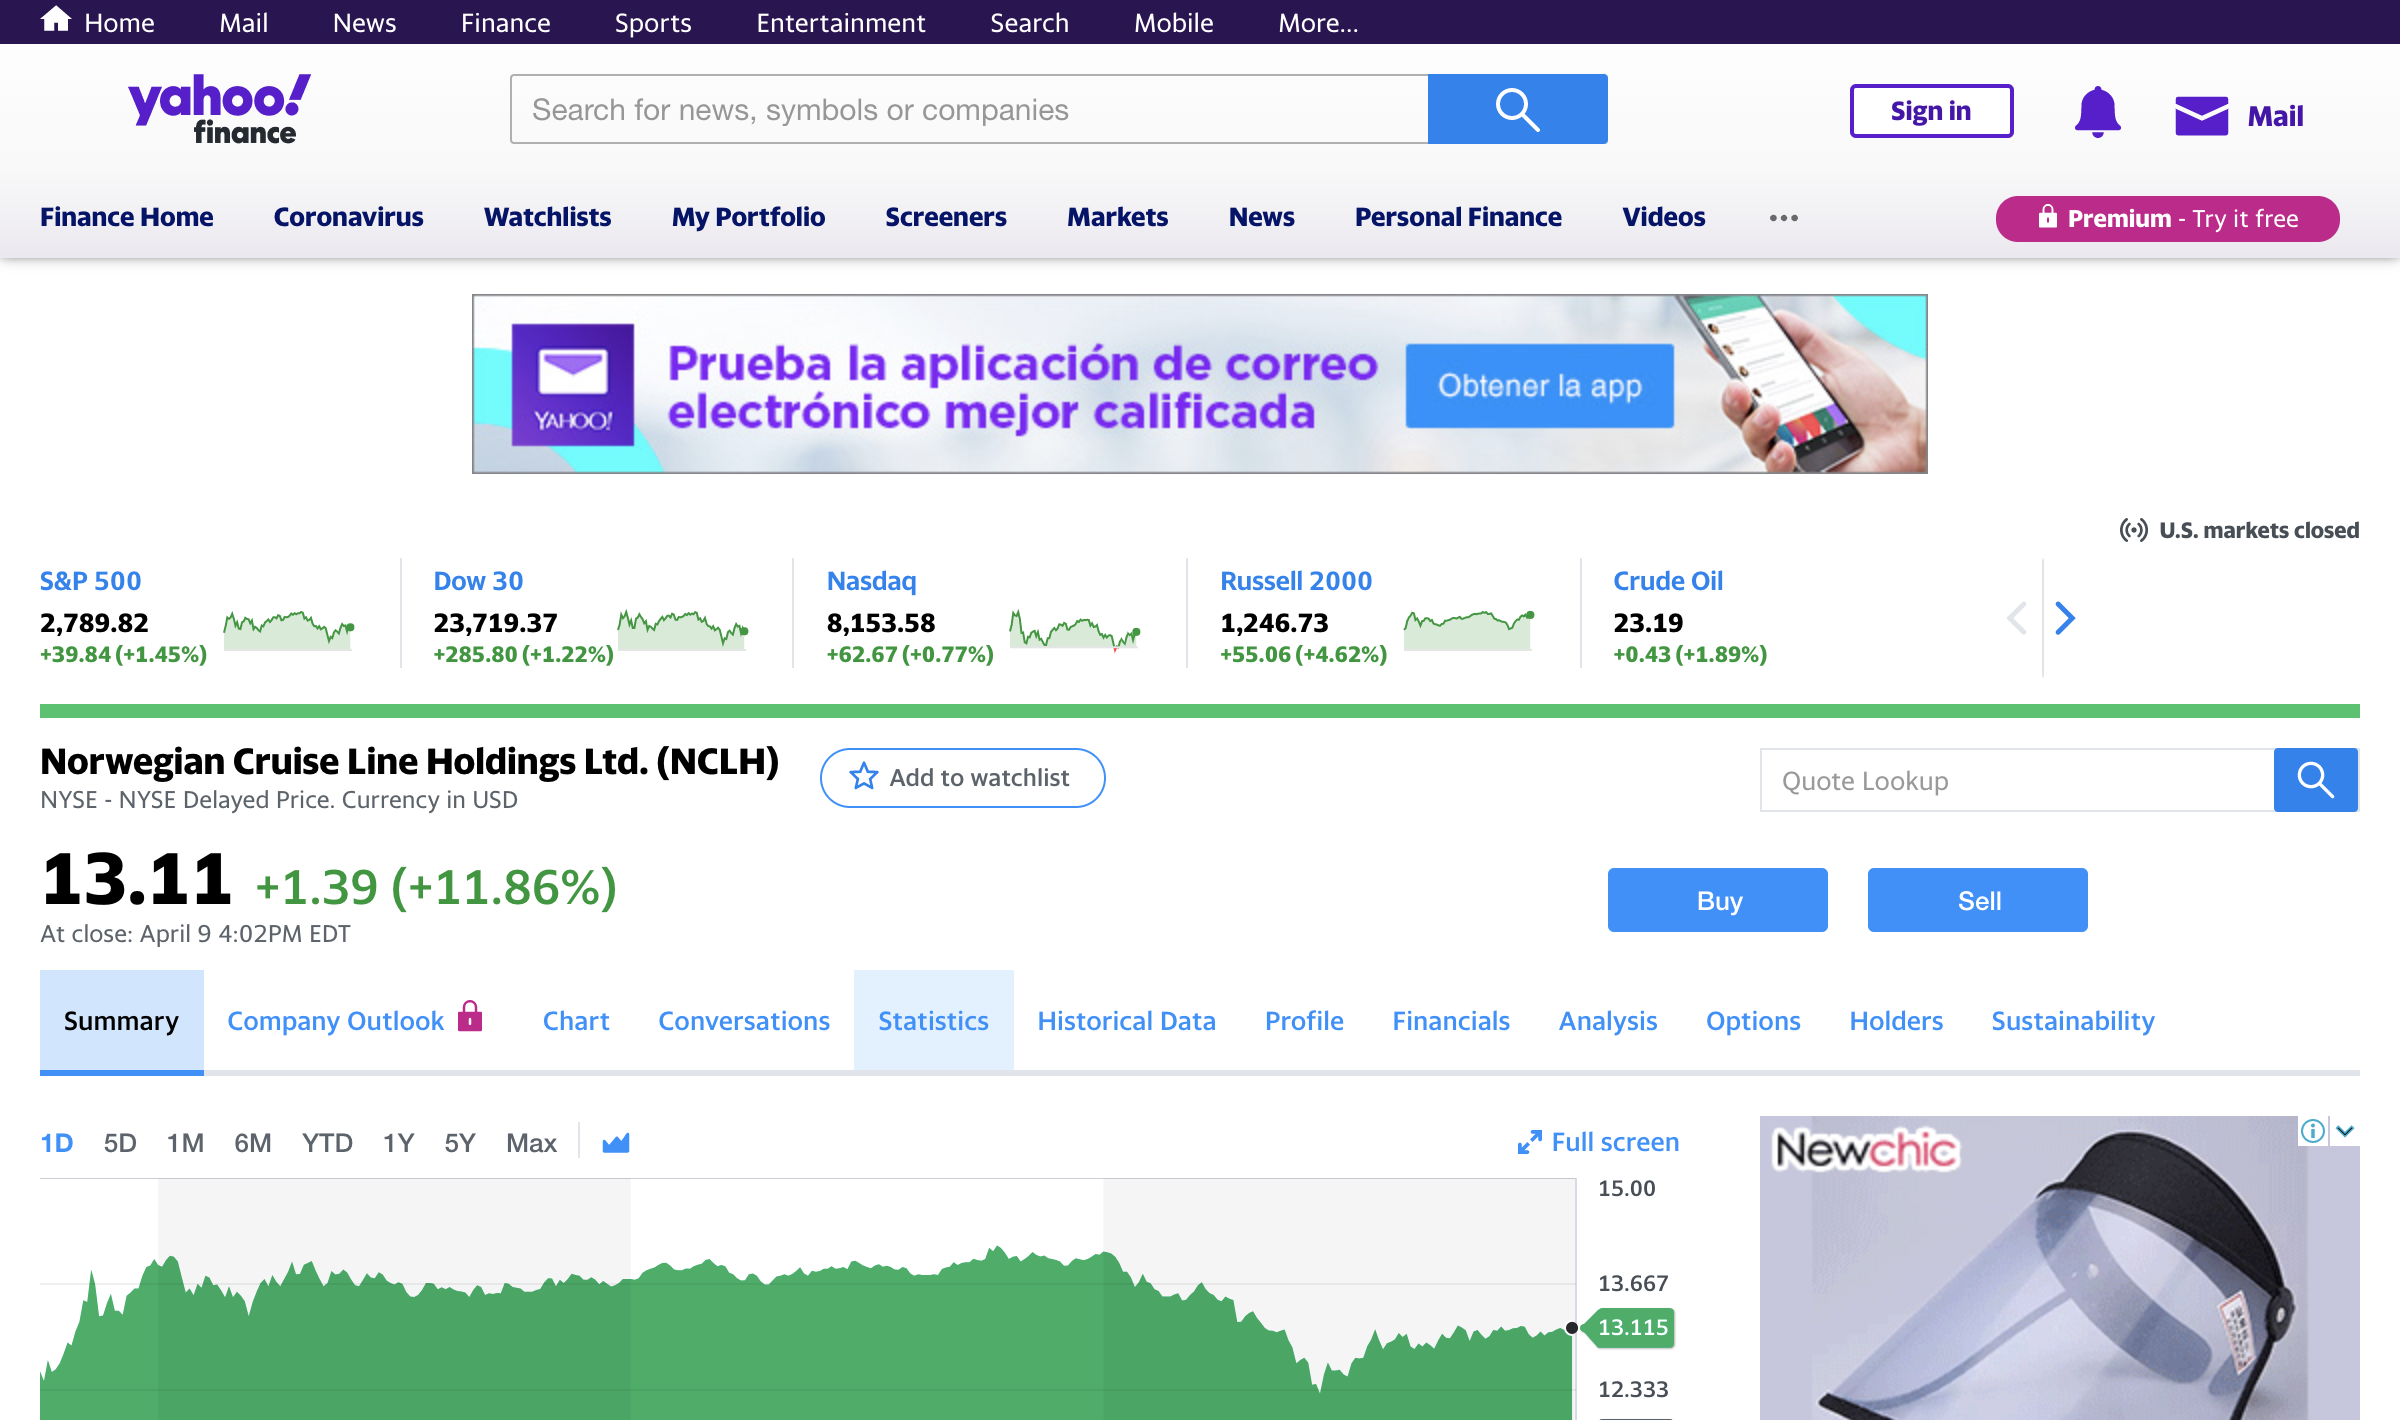 Home Mail News Finance Sports Entertainment Search Mobile More...
yahoo!
finance
Search for news, symbols or companies
Sign in
Mail
Finance Home Coronavirus Watchlists My Portfolio Screeners Markets News Personal Finance Videos
Premium - Try it free
YAHOO!
Prueba la aplicación de correo
electrónico mejor calificada
Obtener la app
U.S. markets closed
S&P 500
2,789.82
+39.84 (+1.45%)
Dow 30
23,719.37
+285.80 (+1.22%)
Nasdaq
8,153.58
+62.67 (+0.77%)
Russell 2000
1,246.73
+55.06 (+4.62%)
Crude Oil
23.19
+0.43 (+1.89%)
Norwegian Cruise Line Holdings Ltd. (NCLH)
NYSE - NYSE Delayed Price. Currency in USD
Add to watchlist
Quote Lookup
13.11 +1.39 (+11.86%)
At close: April 9 4:02PM EDT
Buy
Sell
Summary Company Outlook Chart Conversations Statistics Historical Data Profile Financials Analysis Options Holders Sustainability
1D 5D 1M 6M YTD 1Y 5Y Max
Full screen
15.00
13.667
13.115
12.333
Newchic